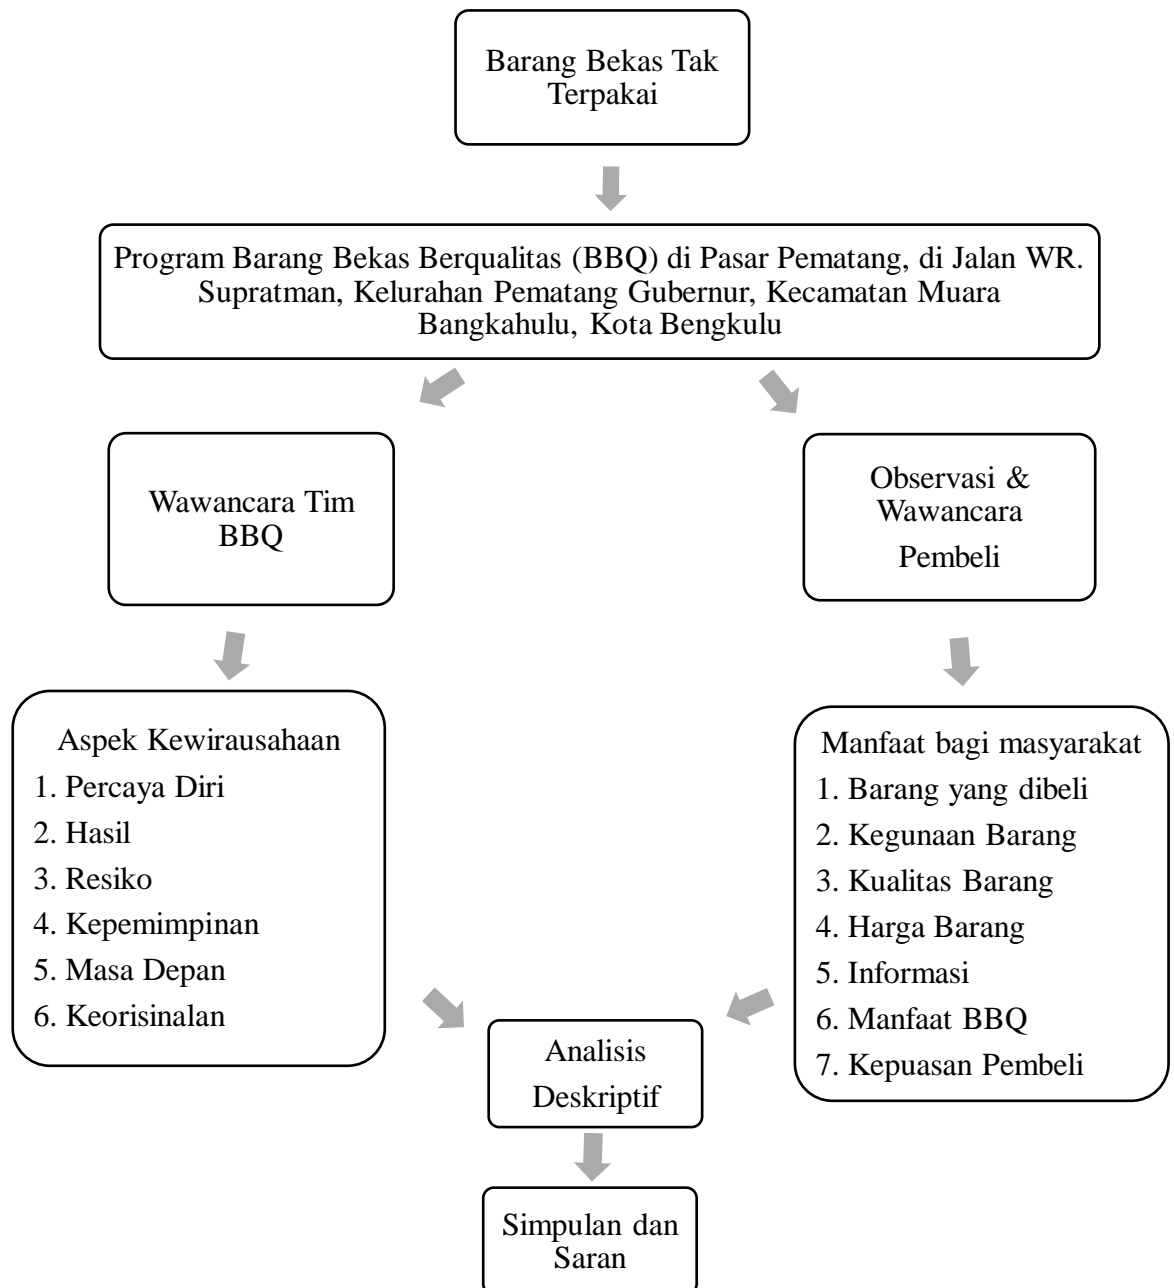 Barang Bekas Tak
Terpakai
Program Barang Bekas Berqualitas (BBQ) di Pasar Pematang, di Jalan WR.
Supratman, Kelurahan Pematang Gubernur, Kecamatan Muara
Bangkahulu, Kota Bengkulu
Wawancara Tim
BBQ
Observasi &
Wawancara
Pembeli
Aspek Kewirausahaan
1. Percaya Diri
2. Hasil
3. Resiko
4. Kepemimpinan
5. Masa Depan
6. Keorisinalan
Manfaat bagi masyarakat
1. Barang yang dibeli
2. Kegunaan Barang
3. Kualitas Barang
4. Harga Barang
5. Informasi
6. Manfaat BBQ
7. Kepuasan Pembeli
Analisis
Deskriptif
Simpulan dan
Saran